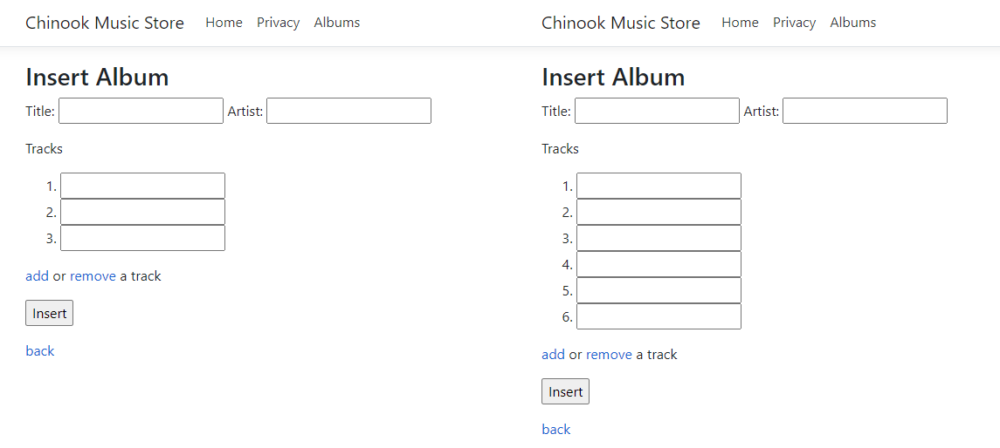 Chinook Music Store Home Privacy Albums
Insert Album
Title: Artist:
Tracks
1.
2.
3.
add or remove a track
Insert
back
Chinook Music Store Home Privacy Albums
Insert Album
Title: Artist:
Tracks
1.
2.
3.
4.
5.
6.
add or remove a track
Insert
back